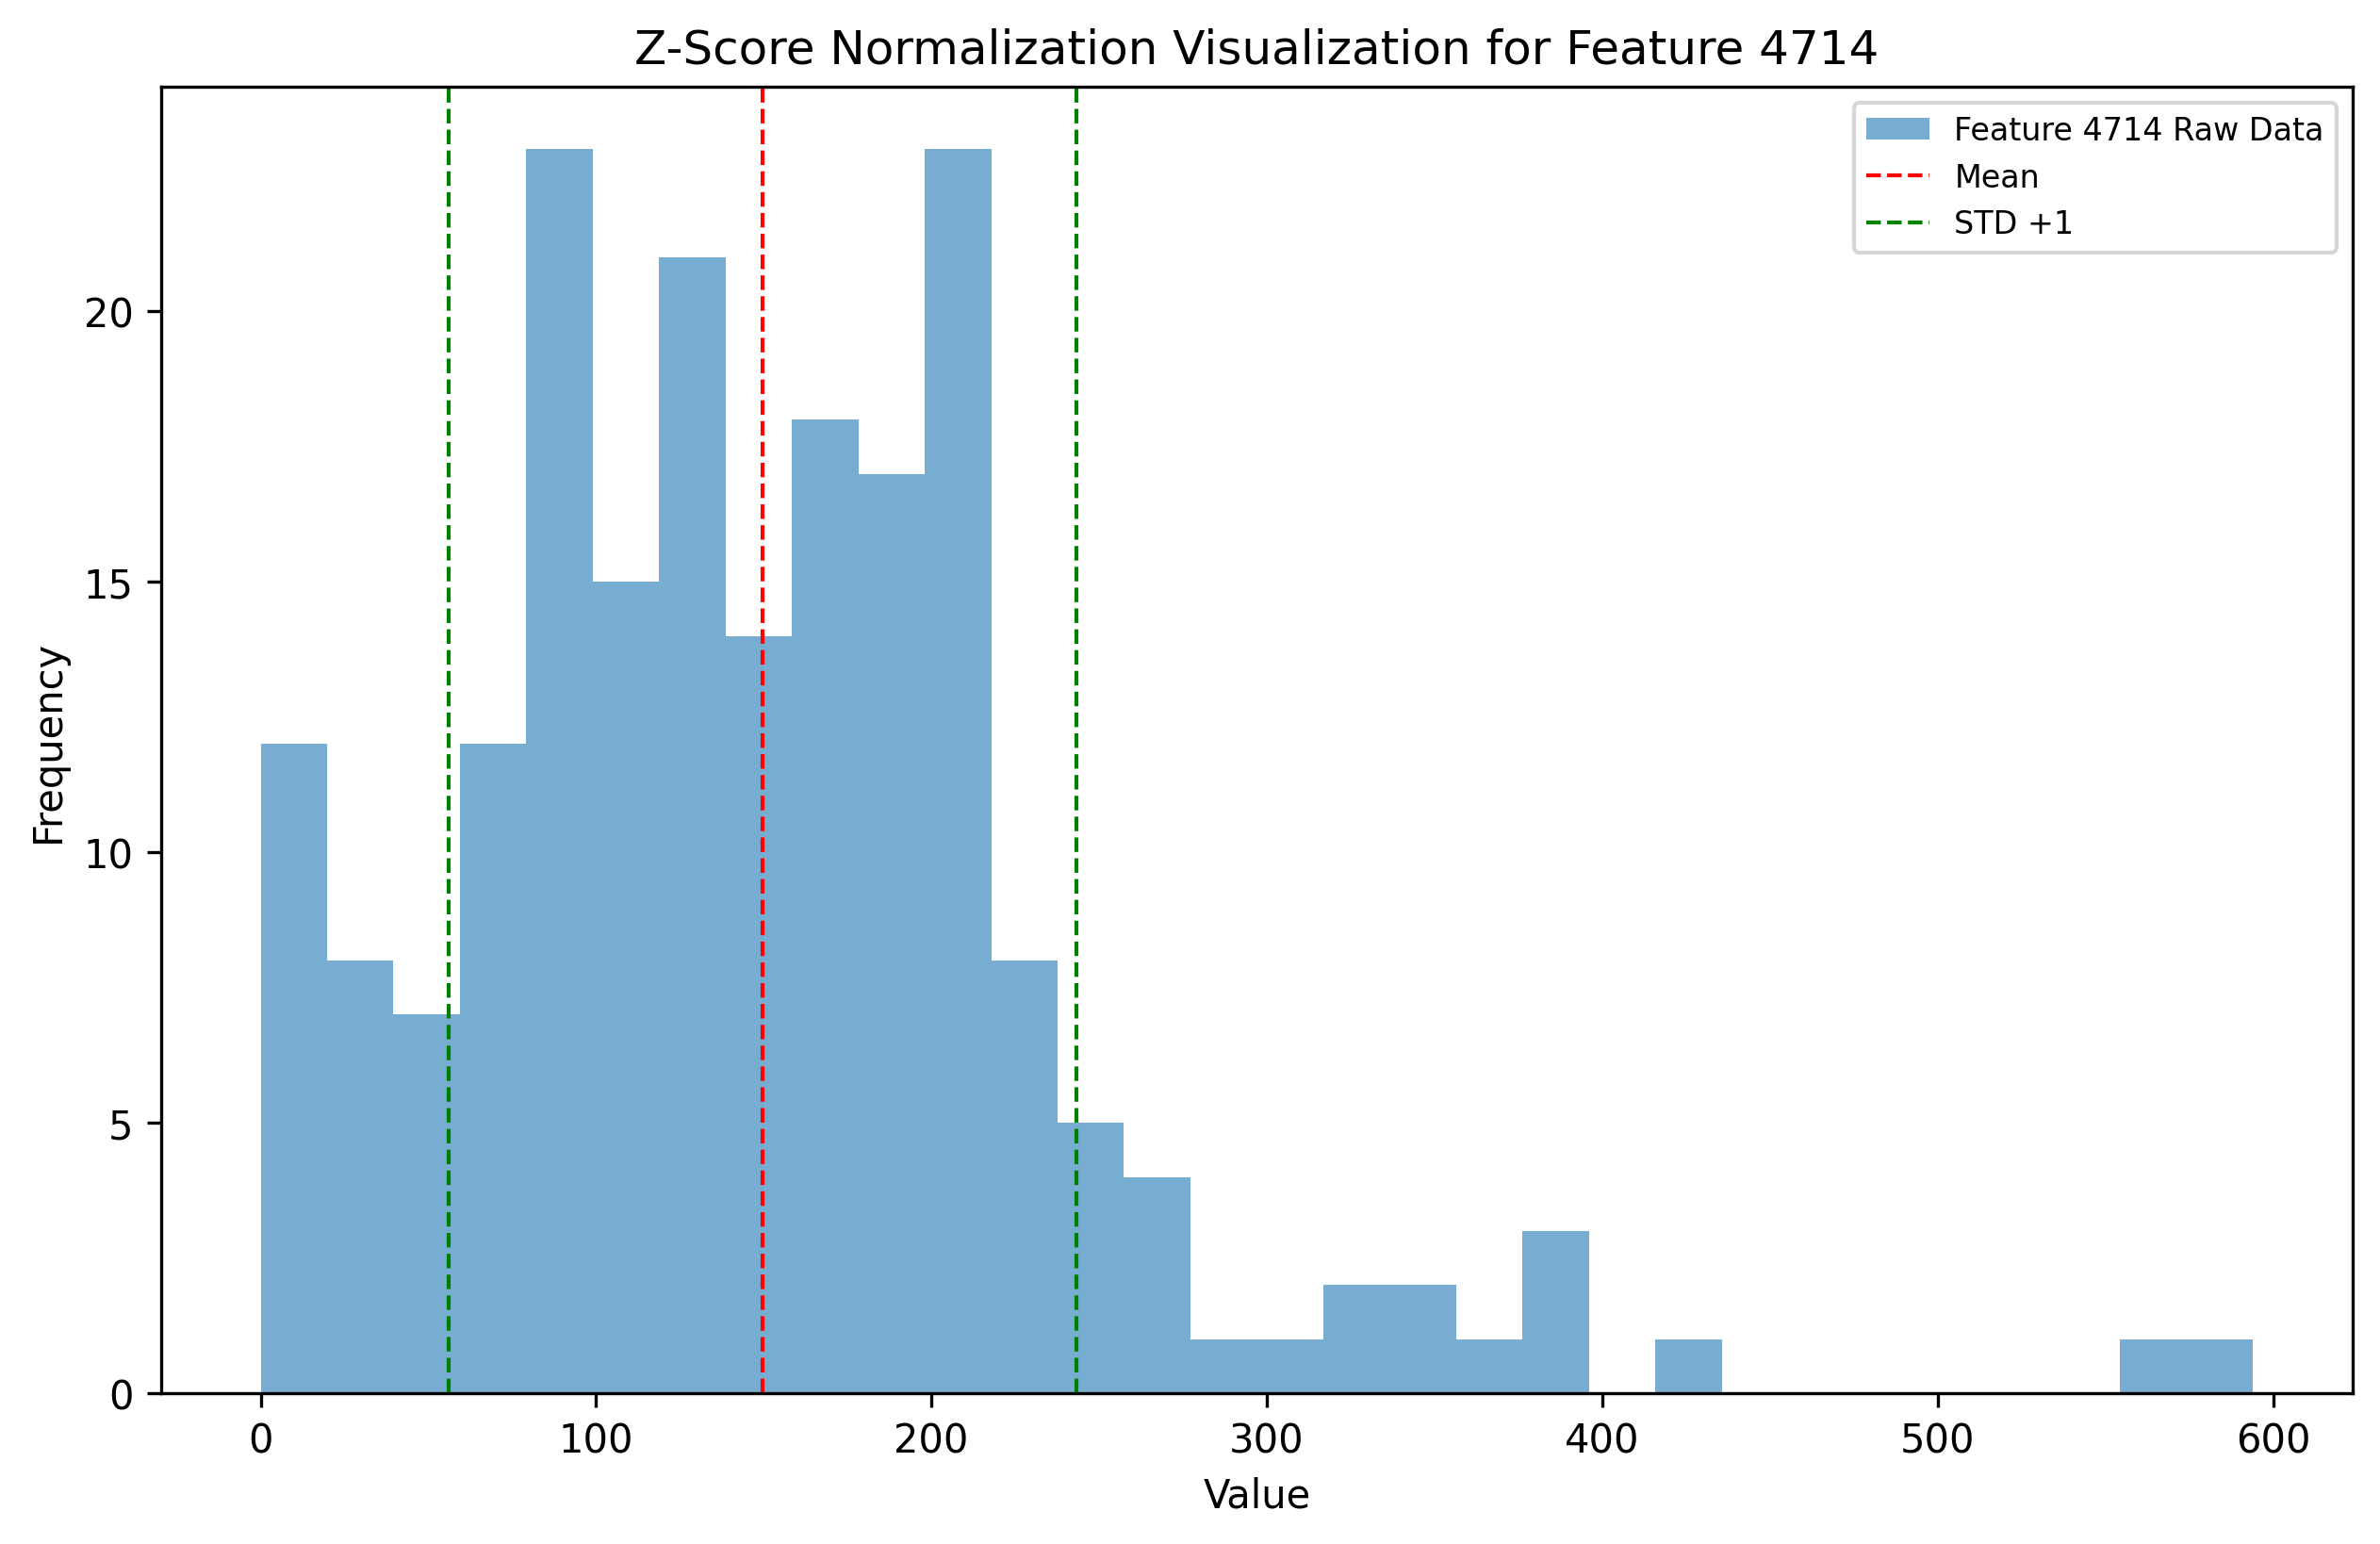 Z-Score Normalization Visualization for Feature 4714
Feature 4714 Raw Data
Mean
STD +1
Frequency
20
15
10
5
0
0 100 200 300 400 500 600
Value